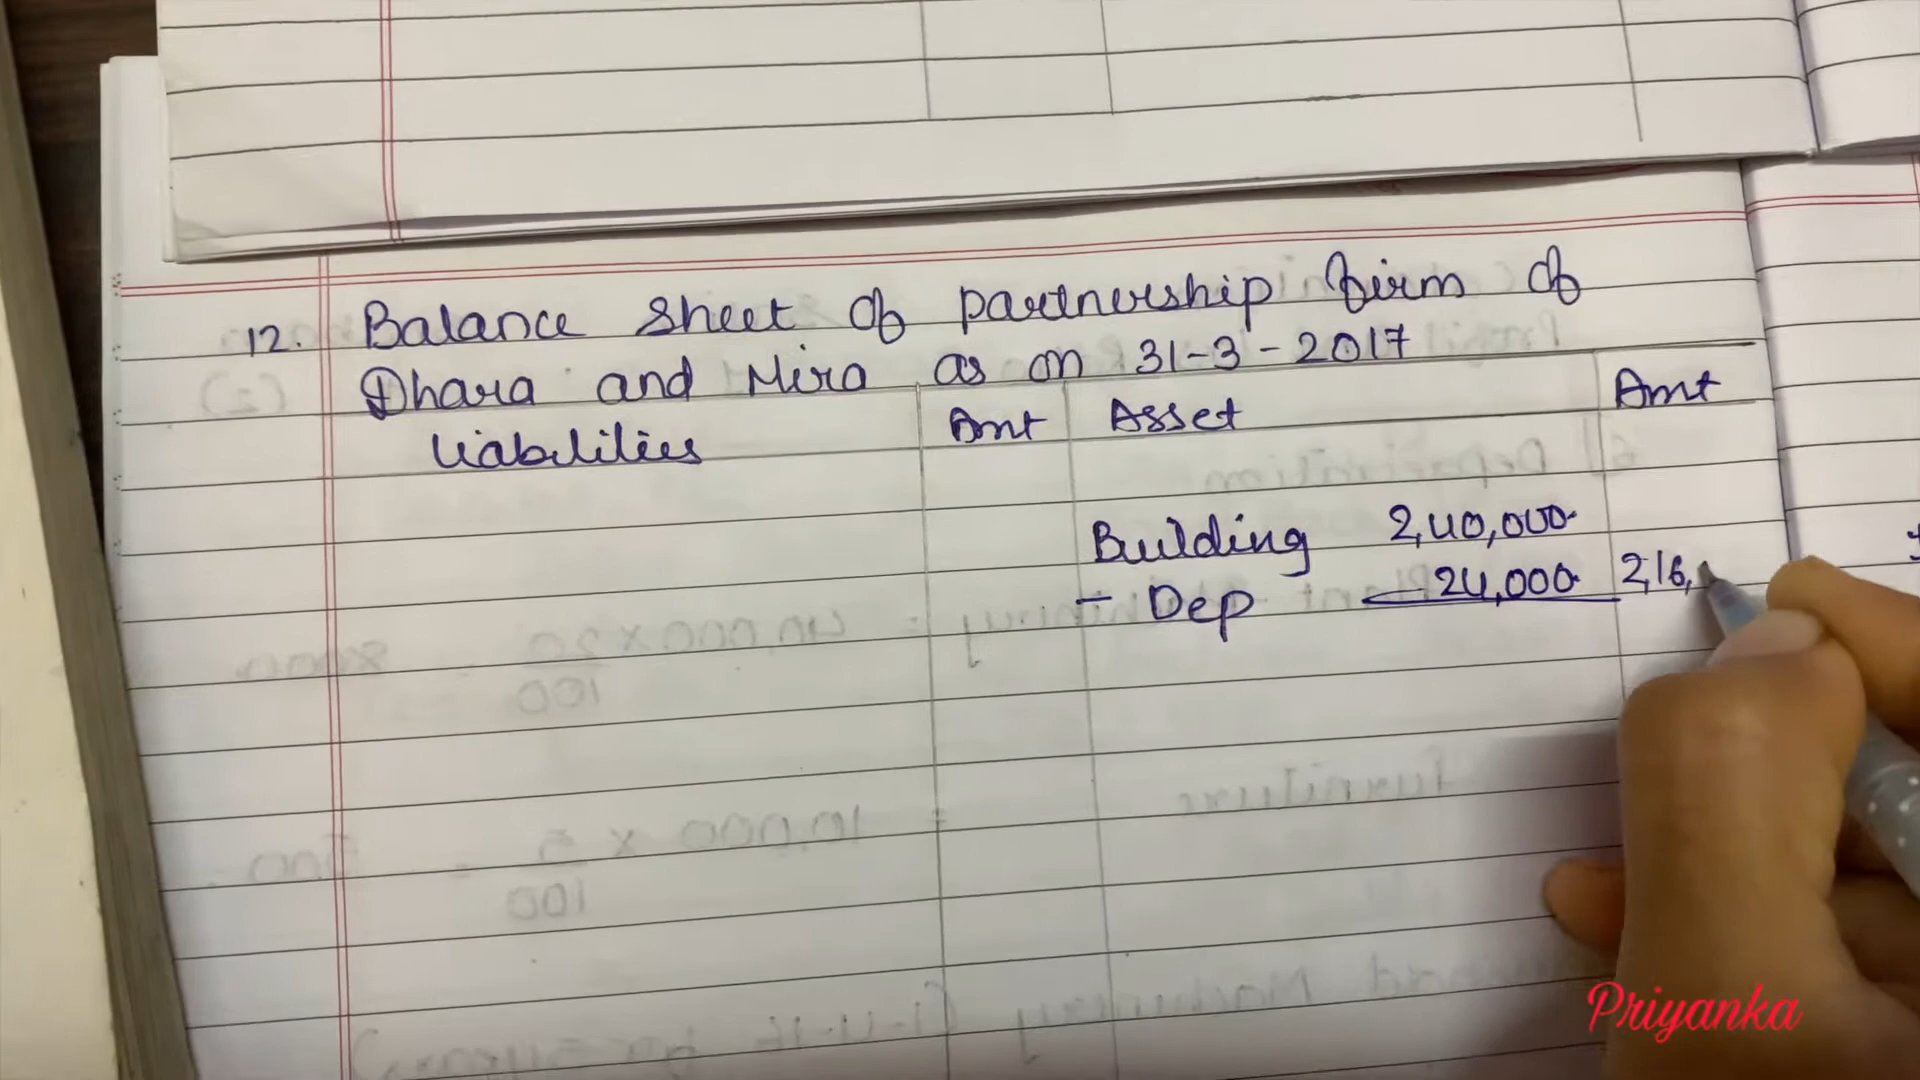 12. Balance sheet of partnership firm of
Dhara and Mira as on 31-3-2017
Liabilities Amt Asset Amt
Building 2,40,000
- Dep 24,000 2,16,
Priyanka